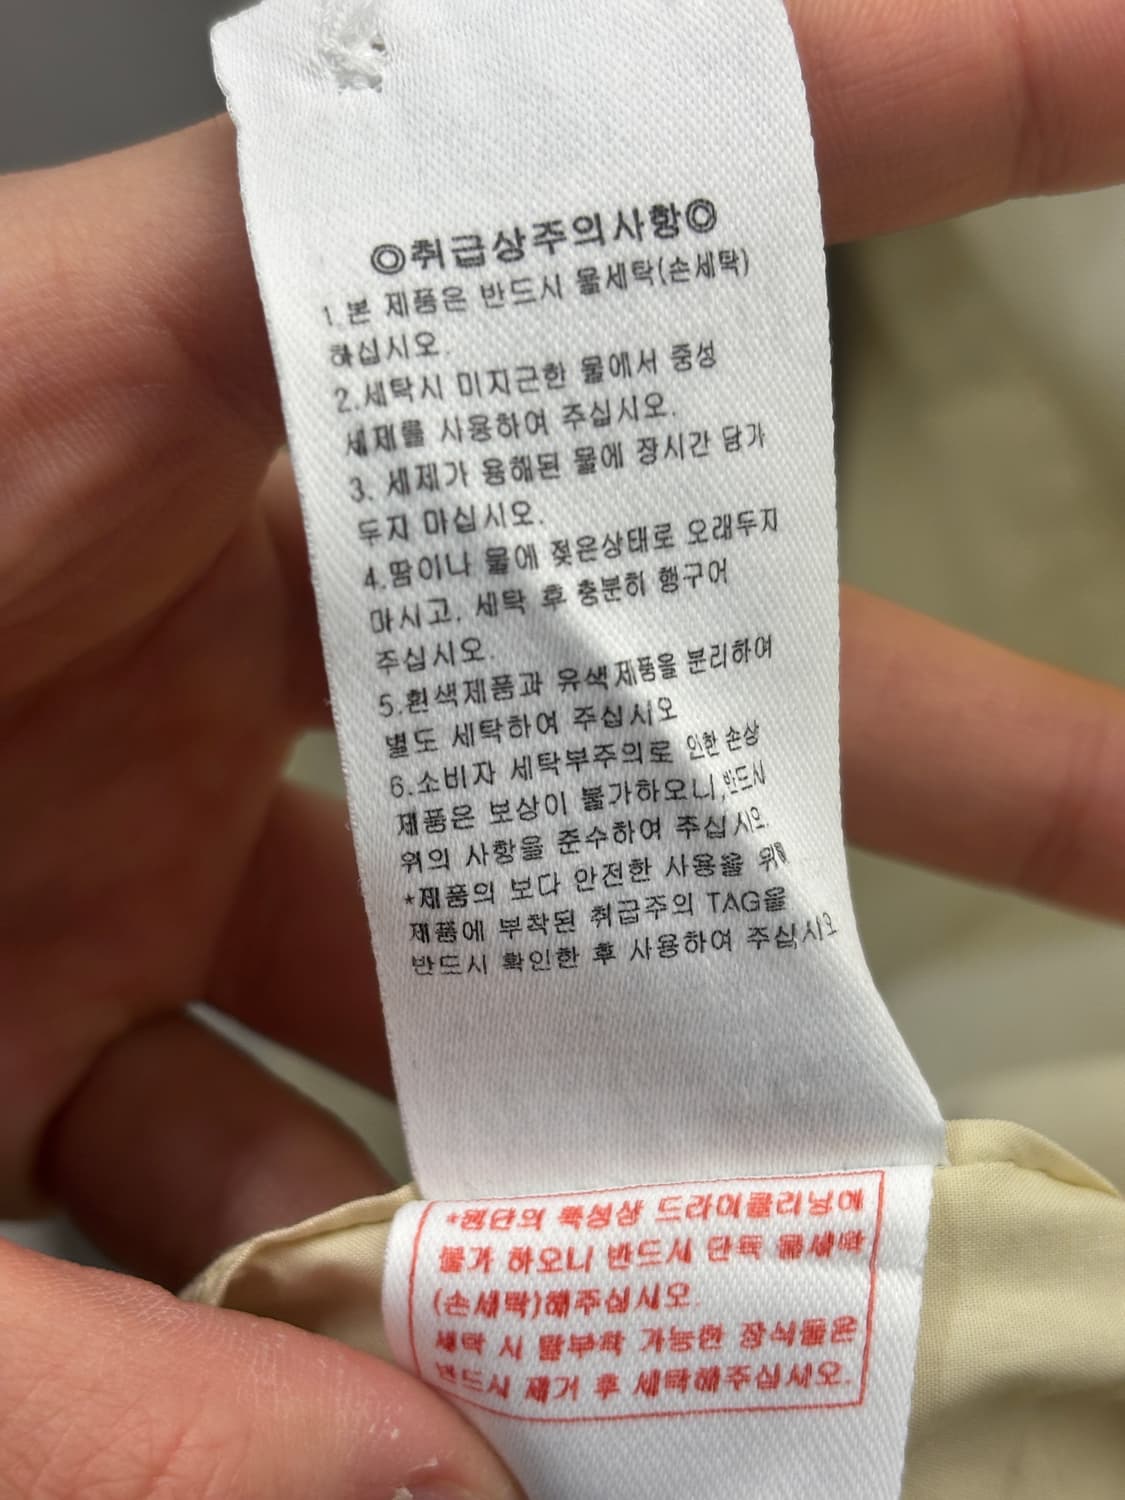 ◎취급상주의사항◎
1.본 제품은 반드시 물세탁(손세탁)
하십시오.
2.세탁시 미지근한 물에서 중성
세제를 사용하여 주십시오.
3. 세제가 용해된 물에 장시간 담가
두지 마십시오.
4.땀이나 물에 젖은상태로 오래두지
마시고, 세탁 후 충분히 헹구어
주십시오.
5.흰색제품과 유색제품을 분리하여
별도 세탁하여 주십시오
6.소비자 세탁부주의로 인한 손상
제품은 보상이 불가하오니,반드시
위의 사항을 준수하여 주십시오.
*제품의 보다 안전한 사용을 위해
제품에 부착된 취급주의 TAG을
반드시 확인한 후 사용하여 주십시오
*원단의 특성상 드라이클리닝에
불가 하오니 반드시 단독 물세탁
(손세탁)해주십시오.
세탁 시 탈부착 가능한 장식물은
반드시 제거 후 세탁해주십시오.